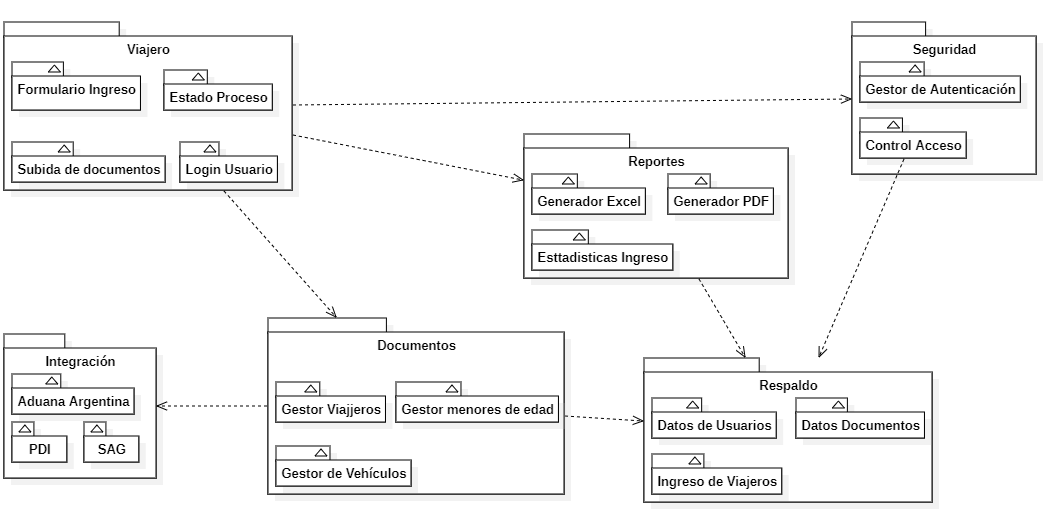 Viajero
Formulario Ingreso
Estado Proceso
Subida de documentos
Login Usuario
Seguridad
Gestor de Autenticación
Control Acceso
Reportes
Generador Excel
Generador PDF
Esttadisticas Ingreso
Integración
Aduana Argentina
PDI
SAG
Documentos
Gestor Viajjeros
Gestor menores de edad
Gestor de Vehículos
Respaldo
Datos de Usuarios
Datos Documentos
Ingreso de Viajeros